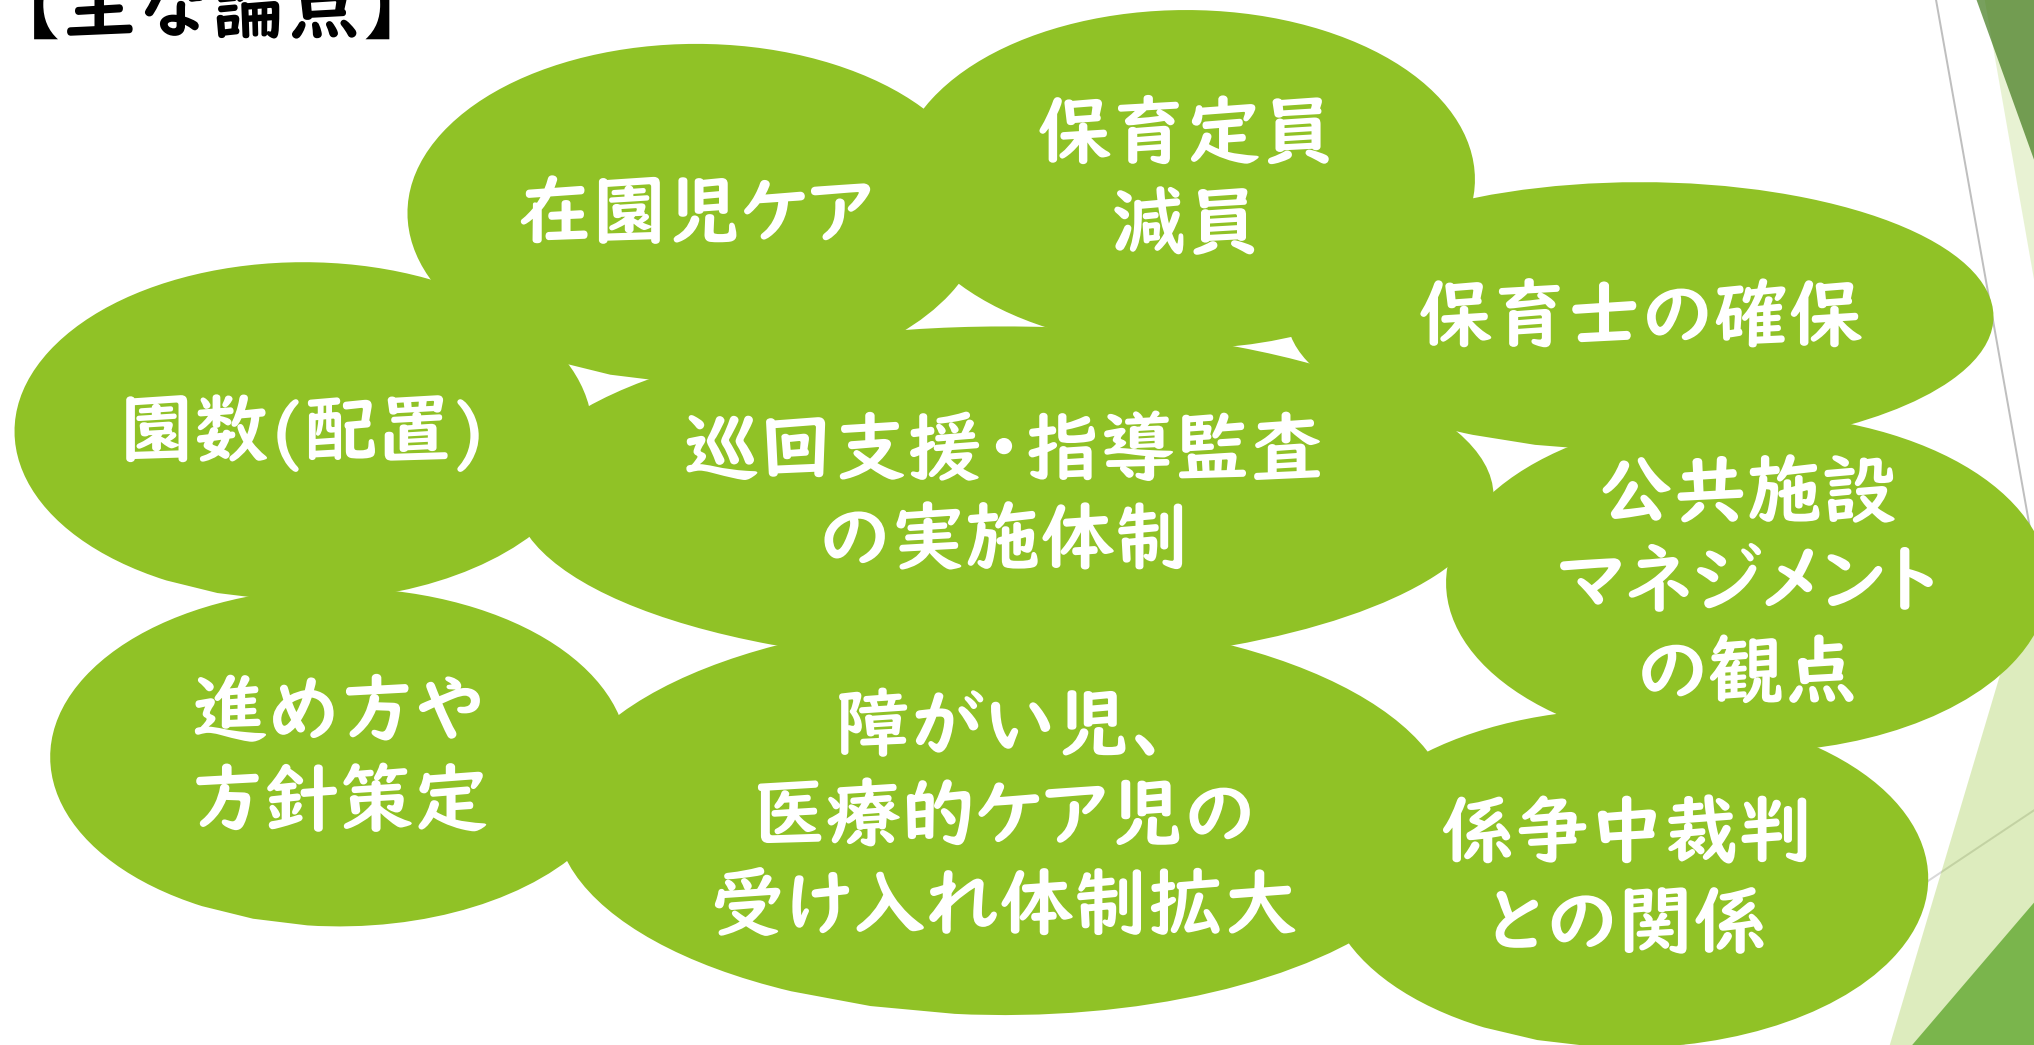 【主な論点】
在園児ケア
保育定員
減員
保育士の確保
園数(配置)
巡回支援・指導監査
の実施体制
公共施設
マネジメント
の観点
進め方や
方針策定
障がい児、
医療的ケア児の
受け入れ体制拡大
係争中裁判
との関係